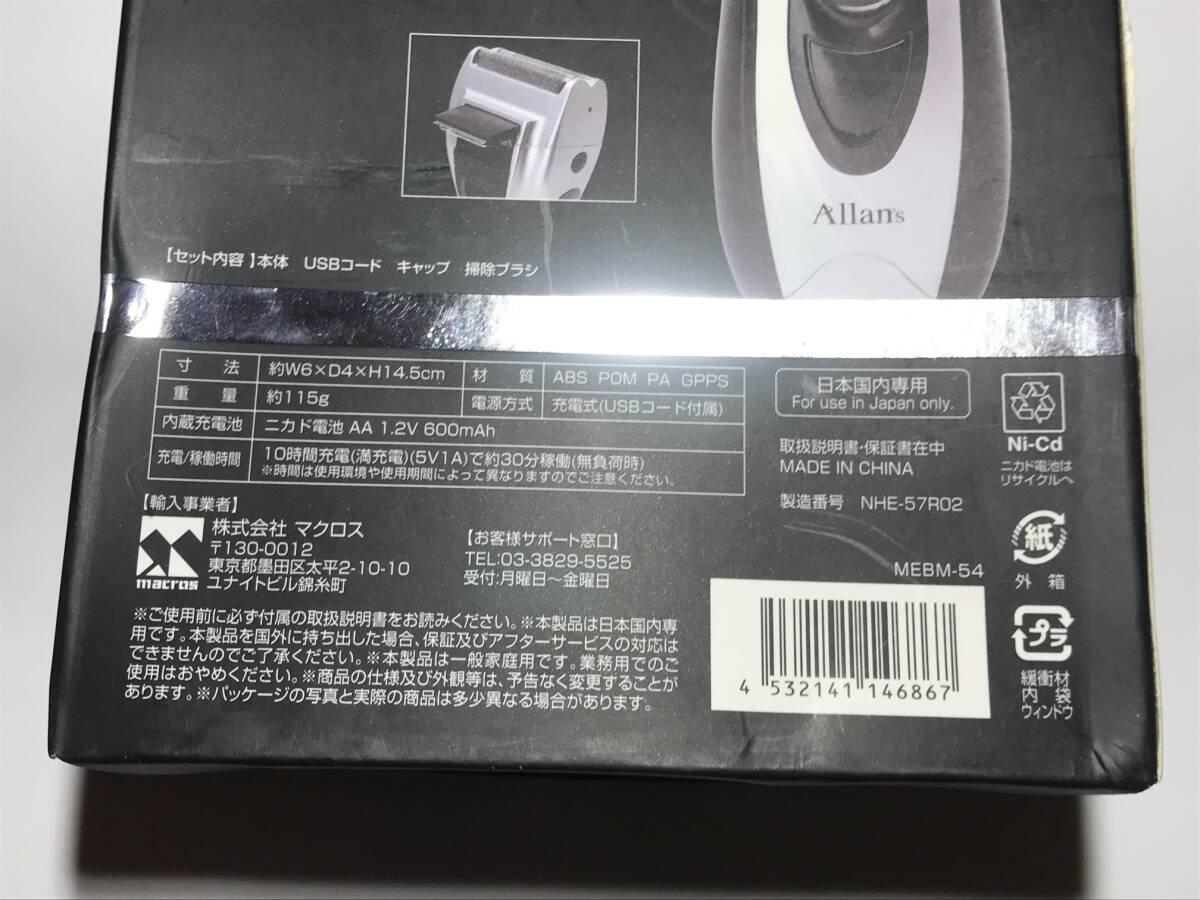 Allan's
【セット内容】本体 USBコード キャップ 掃除ブラシ
寸法 約W6×D4×H14.5cm 材質 ABS POM PA GPPS
重量 約115g 電源方式 充電式(USBコード付属)
内蔵充電池 ニカド電池 AA 1.2V 600mAh
充電/稼働時間 10時間充電(満充電)(5V1A)で約30分稼働(無負荷時)
※時間は使用環境や使用期間によって異なりますのでご注意ください。
日本国内専用
For use in Japan only.
取扱説明書・保証書在中
MADE IN CHINA
製造番号 NHE-57R02
Ni-Cd
ニカド電池は
リサイクルへ
【輸入事業者】
macros
株式会社 マクロス
〒130-0012
東京都墨田区太平2-10-10
ユナイトビル錦糸町
【お客様サポート窓口】
TEL:03-3829-5525
受付:月曜日~金曜日
紙
外箱
MEBM-54
※ご使用前に必ず付属の取扱説明書をお読みください。※本製品は日本国内専
用です。本製品を国外に持ち出した場合、保証及びアフターサービスの対応は
できませんのでご了承ください。※本製品は一般家庭用です。業務用でのご
使用はおやめください。※商品の仕様及び外観等は、予告なく変更することが
あります。※パッケージの写真と実際の商品は多少異なる場合があります。
4 532141 146867
プラ
緩衝材
内袋
ウィンドウ